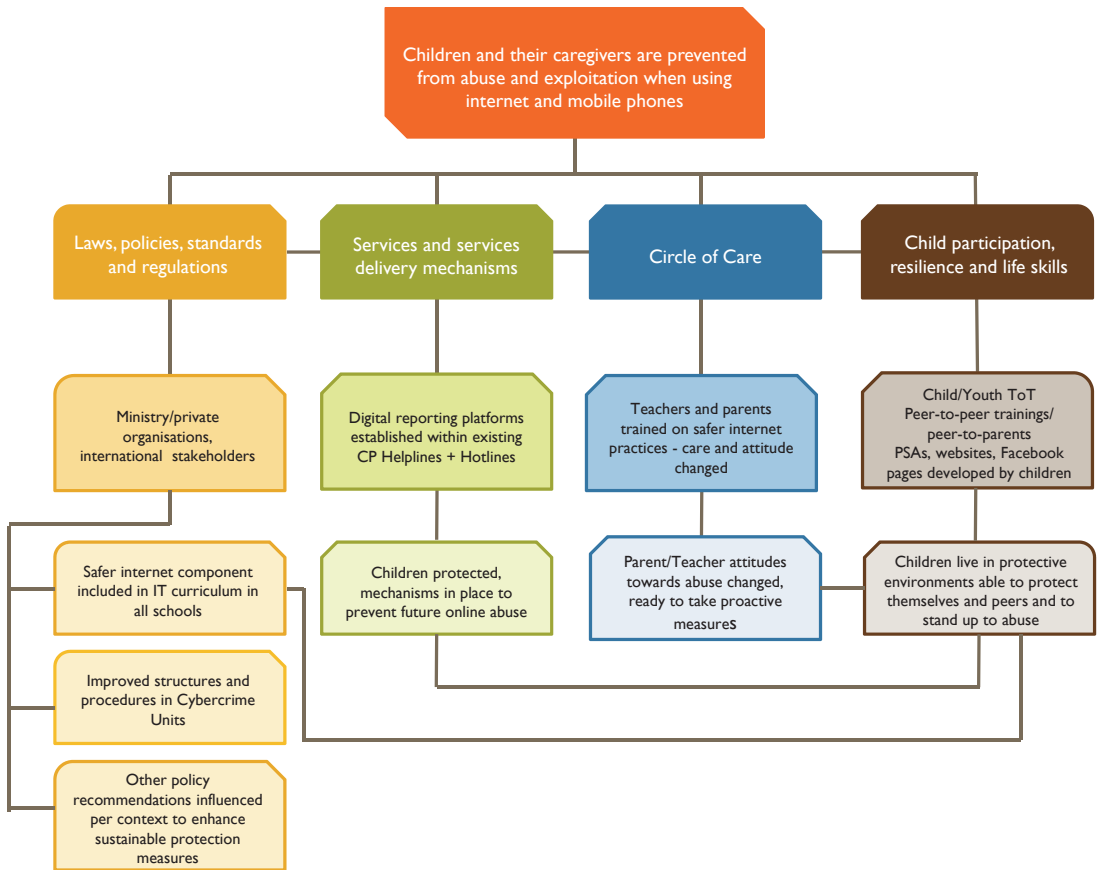 Children and their caregivers are prevented
from abuse and exploitation when using
internet and mobile phones
Laws, policies, standards
and regulations
Services and services
delivery mechanisms
Circle of Care
Child participation,
resilience and life skills
Ministry/private
organisations,
international stakeholders
Digital reporting platforms
established within existing
CP Helplines + Hotlines
Teachers and parents
trained on safer internet
practices - care and attitude
changed
Child/Youth ToT
Peer-to-peer trainings/
peer-to-parents
PSAs, websites, Facebook
pages developed by children
Safer internet component
included in IT curriculum in
all schools
Children protected,
mechanisms in place to
prevent future online abuse
Parent/Teacher attitudes
towards abuse changed,
ready to take proactive
measures
Children live in protective
environments able to protect
themselves and peers and to
stand up to abuse
Improved structures and
procedures in Cybercrime
Units
Other policy
recommendations influenced
per context to enhance
sustainable protection
measures